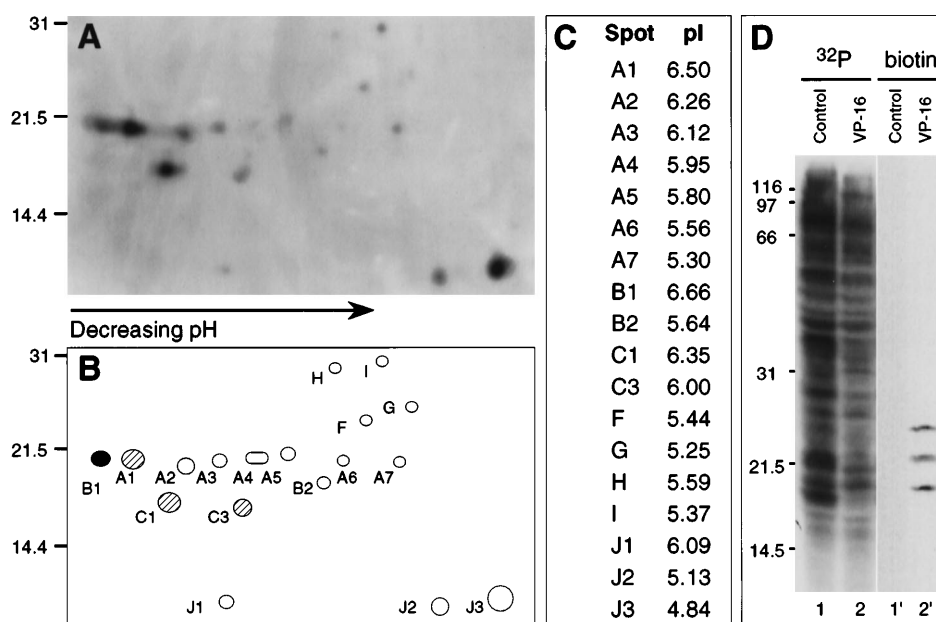 A
31
21.5
14.4
Decreasing pH
B
31
21.5
14.4
H
I
G
F
B1
A1
A2
A3
A4
A5
B2
A6
A7
C1
C3
J1
J2
J3
C
Spot pI
A1 6.50
A2 6.26
A3 6.12
A4 5.95
A5 5.80
A6 5.56
A7 5.30
B1 6.66
B2 5.64
C1 6.35
C3 6.00
F 5.44
G 5.25
H 5.59
I 5.37
J1 6.09
J2 5.13
J3 4.84
D
32P biotin
Control
VP-16
Control
VP-16
116
97
66
31
21.5
14.5
1 2 1' 2'